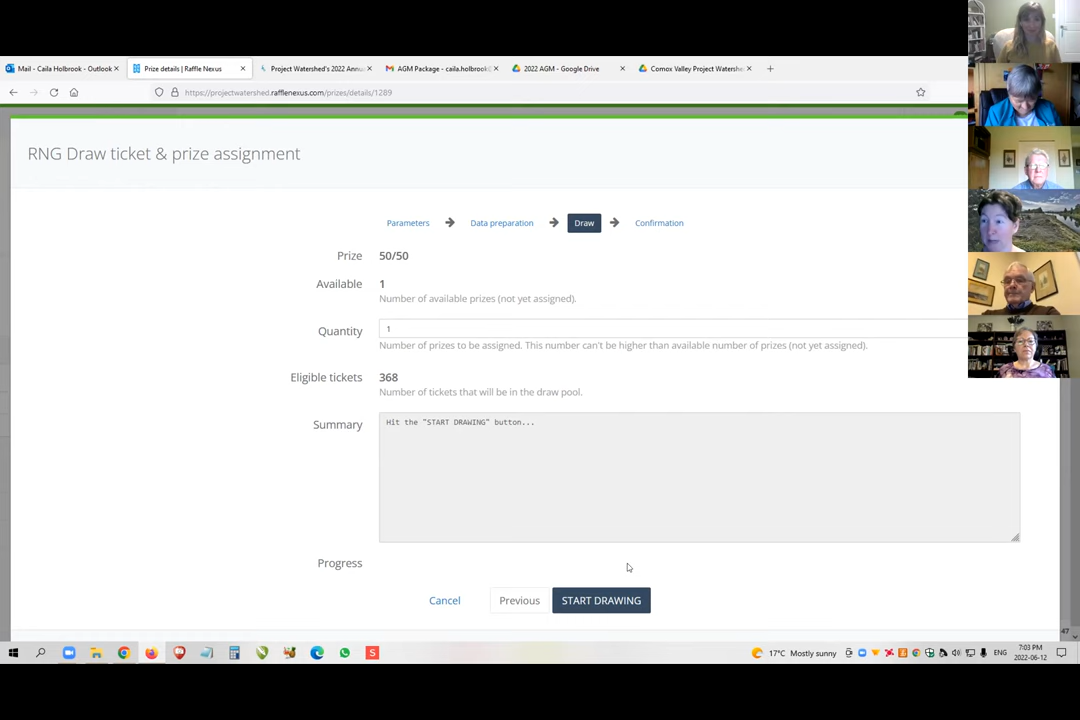 Mail - Caila Holbrook - Outlook
Prize details | Raffle Nexus
Project Watershed's 2022 Annu
AGM Package - caila.holbrook@
2022 AGM - Google Drive
Comox Valley Project Watershe
https://projectwatershed.rafflenexus.com/prizes/details/1289
RNG Draw ticket & prize assignment
Parameters
Data preparation
Draw
Confirmation
Prize 50/50
Available 1
Number of available prizes (not yet assigned).
Quantity 1
Number of prizes to be assigned. This number can't be higher than available number of prizes (not yet assigned).
Eligible tickets 368
Number of tickets that will be in the draw pool.
Summary Hit the "START DRAWING" button...
Progress
Cancel Previous START DRAWING
47
17°C Mostly sunny
ENG
7:03 PM
2022-06-12